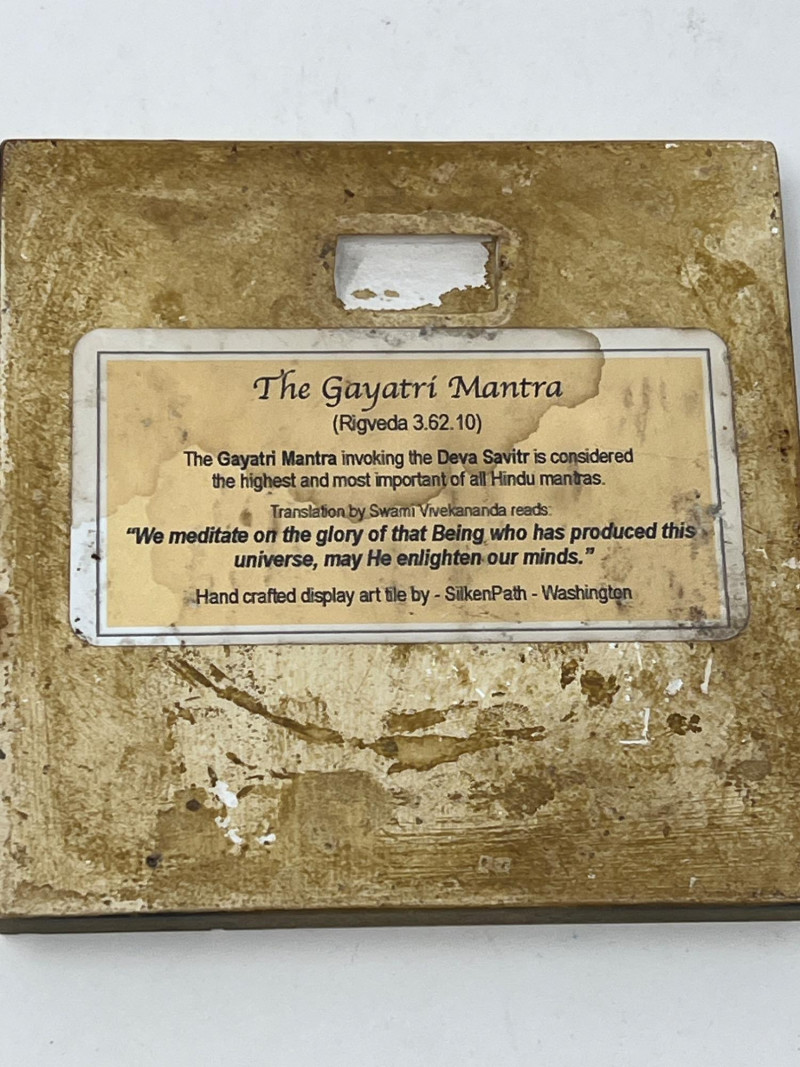 The Gayatri Mantra
(Rigveda 3.62.10)
The Gayatri Mantra invoking the Deva Savitr is considered
the highest and most important of all Hindu mantras.
Translation by Swami Vivekananda reads:
“We meditate on the glory of that Being who has produced this
universe, may He enlighten our minds.”
Hand crafted display art tile by - SilkenPath - Washington